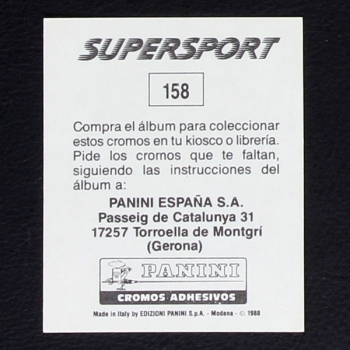 SUPERSPORT
158
Compra el álbum para coleccionar
estos cromos en tu kiosco o librería.
Pide los cromos que te faltan,
siguiendo las instrucciones del
álbum a:
PANINI ESPAÑA S.A.
Passeig de Catalunya 31
17257 Torroella de Montgrí
(Gerona)
PANINI
CROMOS ADHESIVOS
Made in Italy by EDIZIONI PANINI S.p.A. - Modena - © 1988